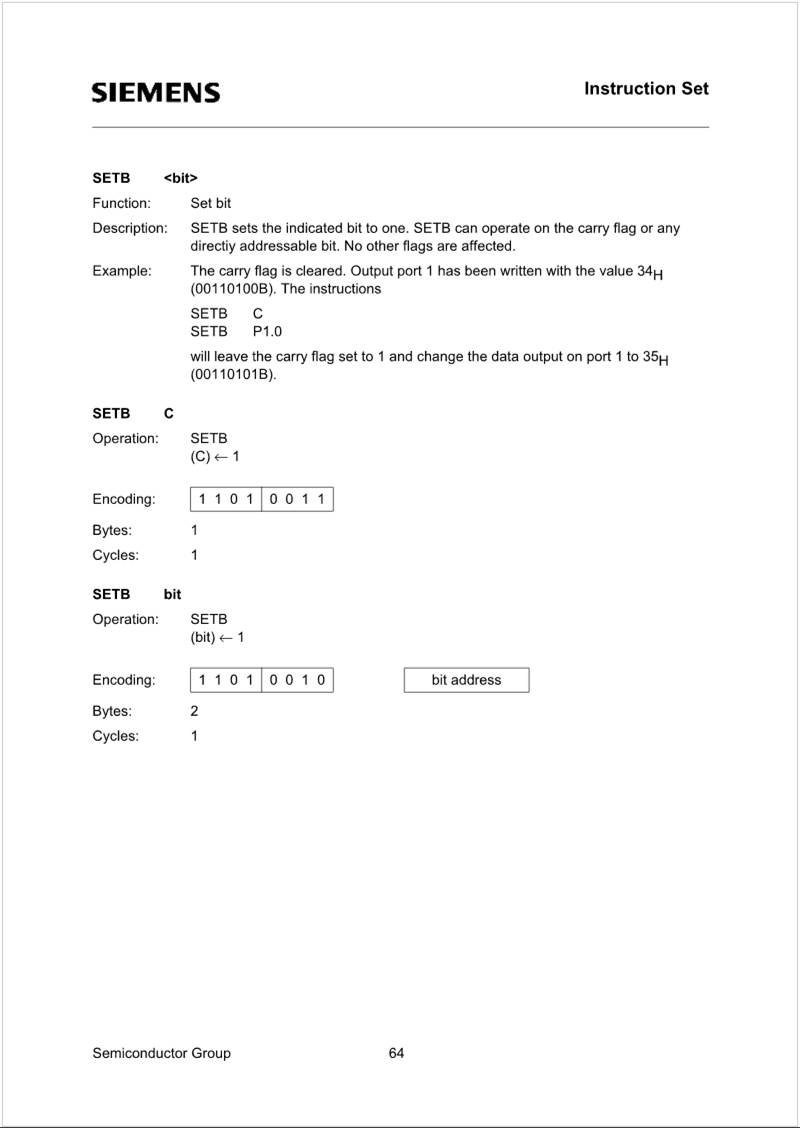 SIEMENS
Instruction Set
SETB <bit>
Function: Set bit
Description: SETB sets the indicated bit to one. SETB can operate on the carry flag or any
directiy addressable bit. No other flags are affected.
Example: The carry flag is cleared. Output port 1 has been written with the value 34H
(00110100B). The instructions
SETB C
SETB P1.0
will leave the carry flag set to 1 and change the data output on port 1 to 35H
(00110101B).
SETB C
Operation: SETB
(C) ← 1
Encoding: 1 1 0 1 0 0 1 1
Bytes: 1
Cycles: 1
SETB bit
Operation: SETB
(bit) ← 1
Encoding: 1 1 0 1 0 0 1 0 bit address
Bytes: 2
Cycles: 1
Semiconductor Group 64